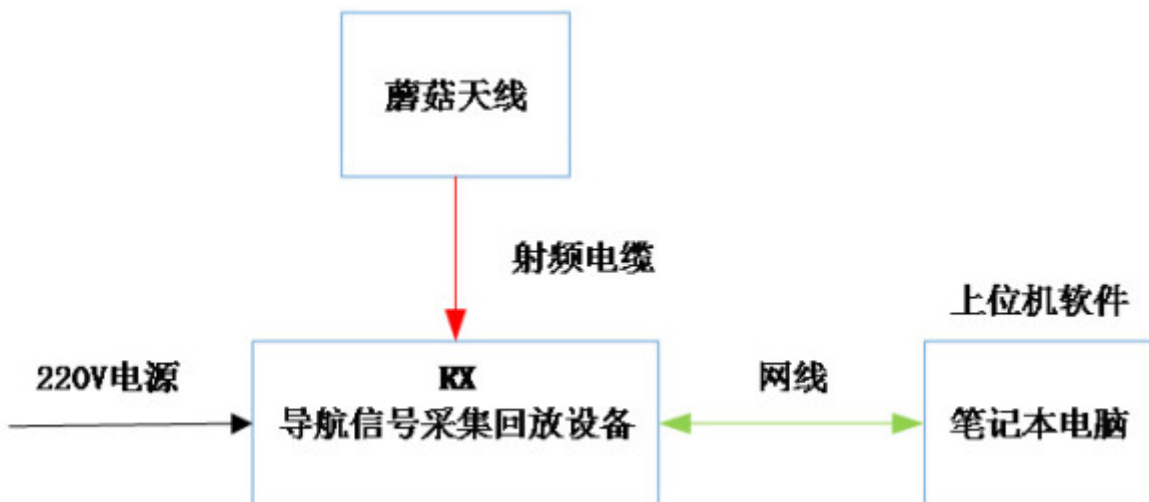 蘑菇天线
射频电缆
上位机软件
220V电源
RX
网线
导航信号采集回放设备
笔记本电脑